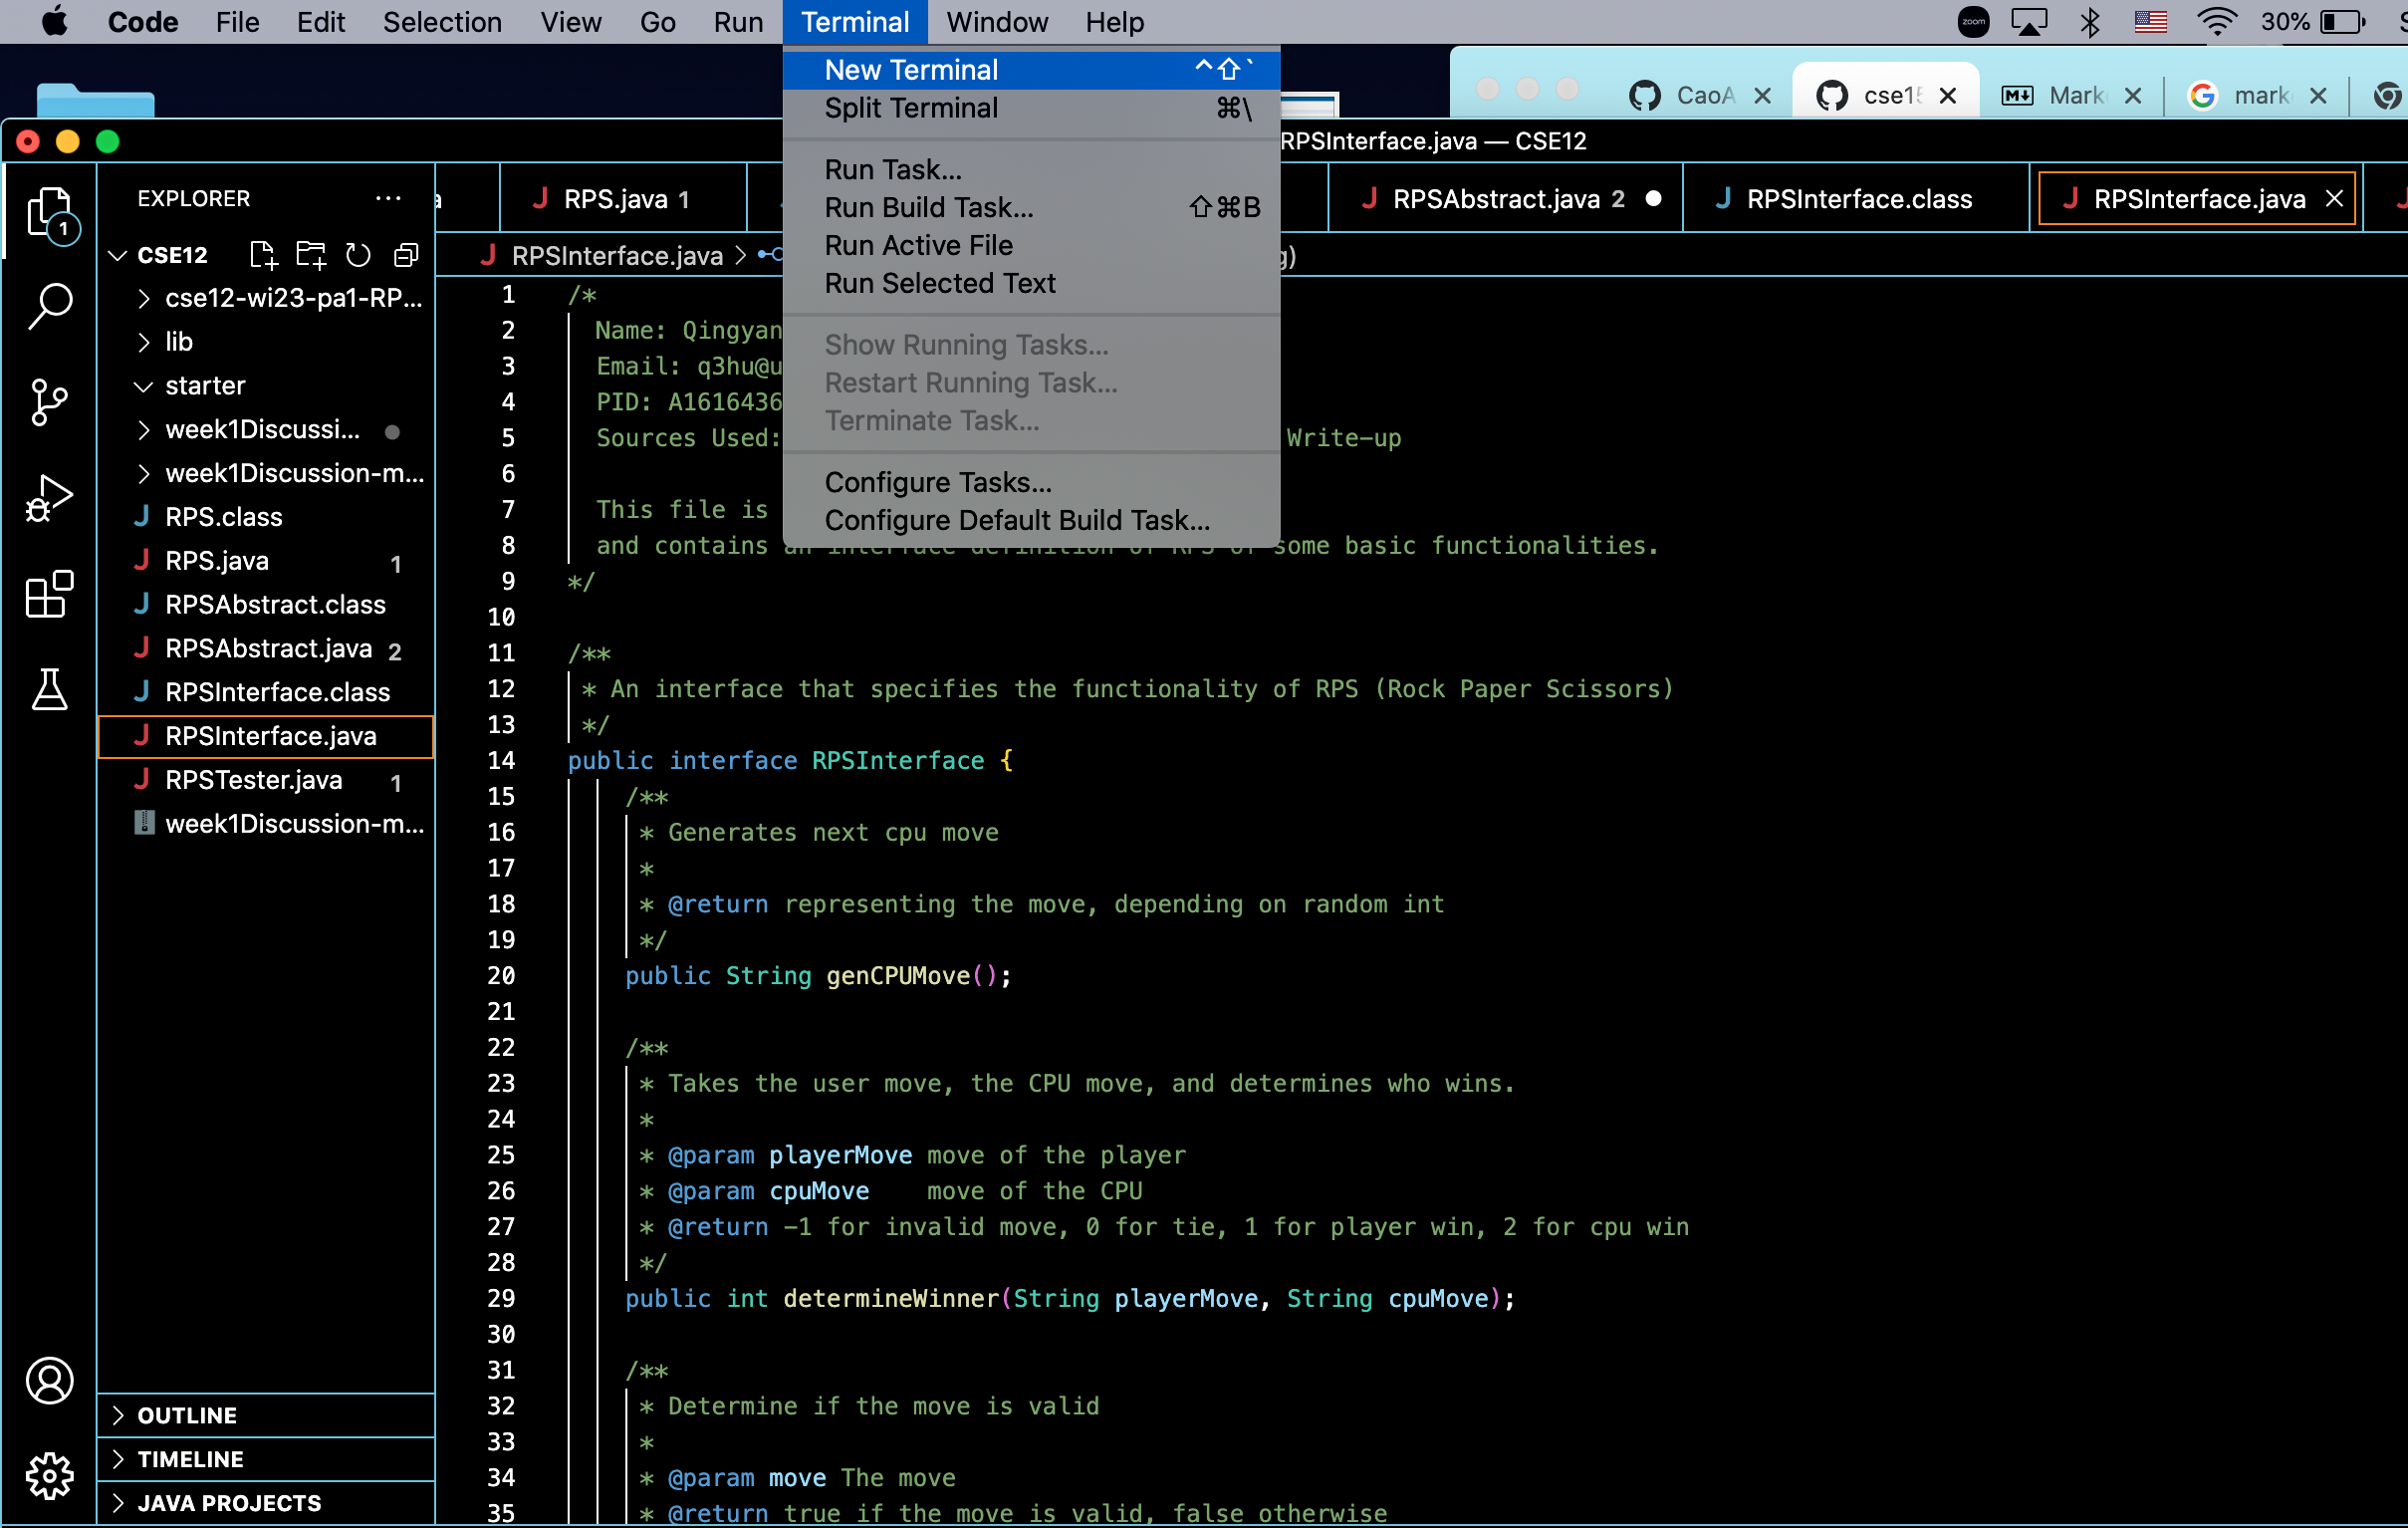 Code File Edit Selection View Go Run Terminal Window Help zoom 30%
New Terminal ^⇧`
Split Terminal ⌘\
Run Task...
Run Build Task... ⇧⌘B
Run Active File
Run Selected Text
Show Running Tasks...
Restart Running Task...
Terminate Task...
Configure Tasks...
Configure Default Build Task...
CaoA cse15 Mark mark
RPSInterface.java — CSE12
RPS.java 1 RPSAbstract.java 2 RPSInterface.class RPSInterface.java
RPSInterface.java >
EXPLORER ...
1
CSE12
cse12-wi23-pa1-RP...
lib
starter
week1Discussi...
week1Discussion-m...
RPS.class
RPS.java 1
RPSAbstract.class
RPSAbstract.java 2
RPSInterface.class
RPSInterface.java
RPSTester.java 1
week1Discussion-m...
OUTLINE
TIMELINE
JAVA PROJECTS
1 /*
2 Name: Qingyan
3 Email: q3hu@u
4 PID: A1616436
5 Sources Used: Write-up
6
7 This file is
8 and contains an interface definition of RPS of some basic functionalities.
9 */
10
11 /**
12 * An interface that specifies the functionality of RPS (Rock Paper Scissors)
13 */
14 public interface RPSInterface {
15 /**
16 * Generates next cpu move
17 *
18 * @return representing the move, depending on random int
19 */
20 public String genCPUMove();
21
22 /**
23 * Takes the user move, the CPU move, and determines who wins.
24 *
25 * @param playerMove move of the player
26 * @param cpuMove    move of the CPU
27 * @return -1 for invalid move, 0 for tie, 1 for player win, 2 for cpu win
28 */
29 public int determineWinner(String playerMove, String cpuMove);
30
31 /**
32 * Determine if the move is valid
33 *
34 * @param move The move
35 * @return true if the move is valid, false otherwise